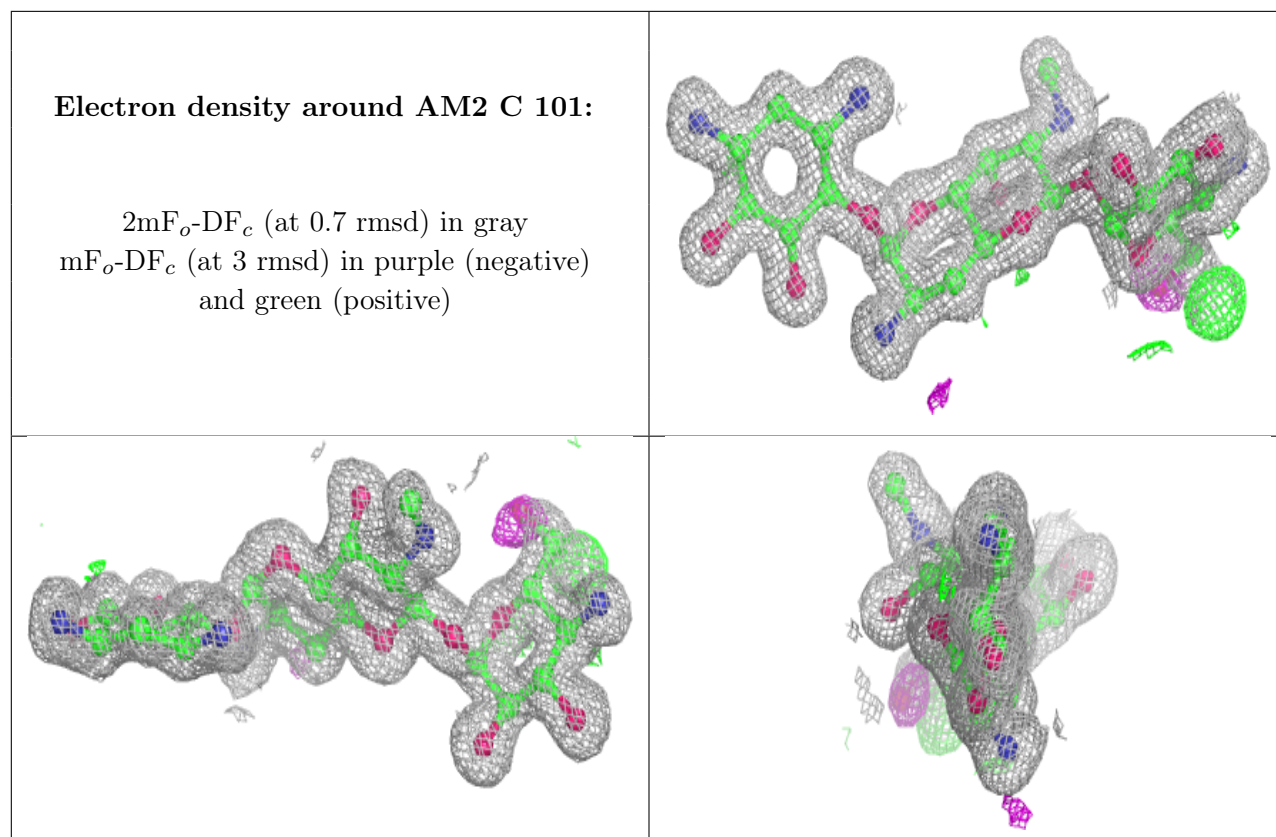 Electron density around AM2 C 101:
2mFo-DFc (at 0.7 rmsd) in gray
mFo-DFc (at 3 rmsd) in purple (negative)
and green (positive)